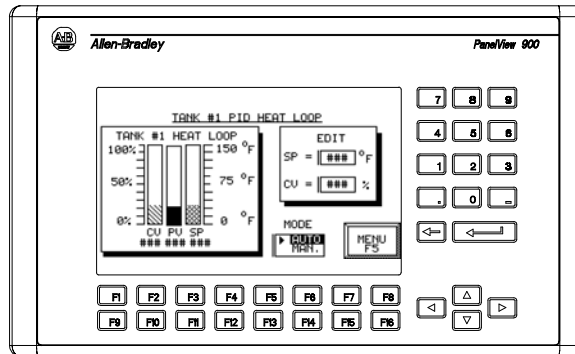 AB Allen-Bradley PanelView 900
TANK #1 PID HEAT LOOP
TANK #1 HEAT LOOP
100% 150 °F
50% 75 °F
0% 0 °F
CV PV SP
### ### ###
EDIT
SP = ### °F
CV = ### %
MODE
AUTO
MAN.
MENU
F5
7 8 9
4 5 6
1 2 3
. 0 -
F1 F2 F3 F4 F5 F6 F7 F8
F9 F10 F11 F12 F13 F14 F15 F16